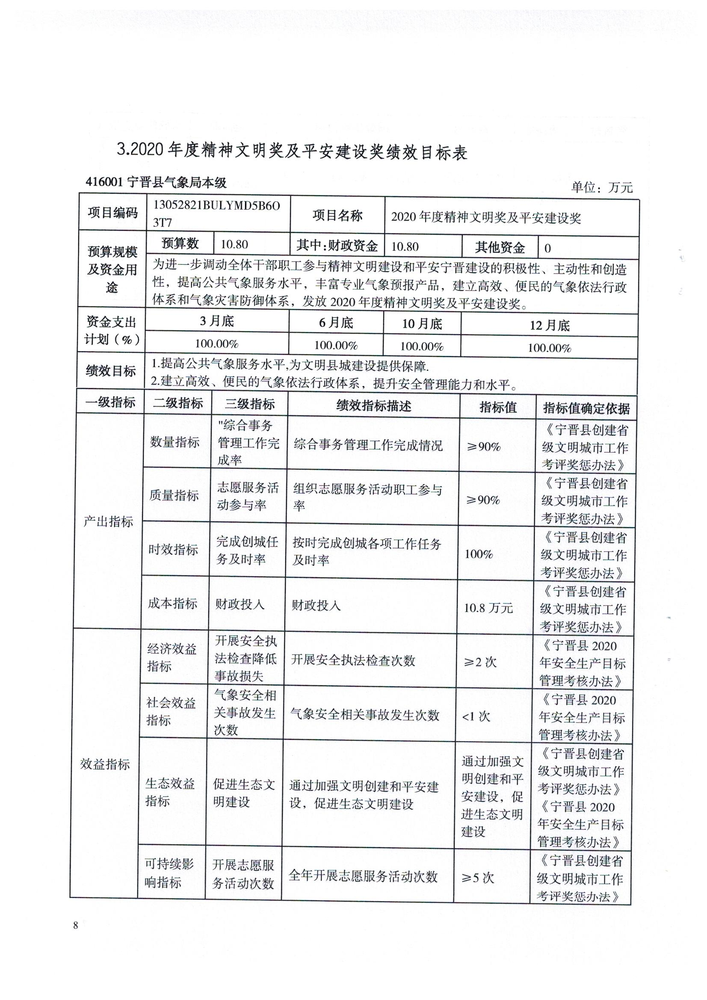 3.2020 年度精神文明奖及平安建设奖绩效目标表
416001 宁晋县气象局本级
单位：万元
项目编码
13052821BULYMD5B6O
3T7
项目名称
2020 年度精神文明奖及平安建设奖
预算规模
及资金用
途
预算数
10.80
其中:财政资金
10.80
其他资金
0
为进一步调动全体干部职工参与精神文明建设和平安宁晋建设的积极性、主动性和创造
性，提高公共气象服务水平，丰富专业气象预报产品，建立高效、便民的气象依法行政
体系和气象灾害防御体系，发放 2020 年度精神文明奖及平安建设奖。
资金支出
计划（%）
3 月底
6 月底
10 月底
12 月底
100.00%
100.00%
100.00%
100.00%
绩效目标
1.提高公共气象服务水平,为文明县城建设提供保障.
2.建立高效、便民的气象依法行政体系，提升安全管理能力和水平。
一级指标
二级指标
三级指标
绩效指标描述
指标值
指标值确定依据
产出指标
数量指标
"综合事务
管理工作完
成率
综合事务管理工作完成情况
≥90%
《宁晋县创建省
级文明城市工作
考评奖惩办法》
质量指标
志愿服务活
动参与率
组织志愿服务活动职工参与
率
≥90%
《宁晋县创建省
级文明城市工作
考评奖惩办法》
时效指标
完成创城任
务及时率
按时完成创城各项工作任务
及时率
100%
《宁晋县创建省
级文明城市工作
考评奖惩办法》
成本指标
财政投入
财政投入
10.8 万元
《宁晋县创建省
级文明城市工作
考评奖惩办法》
效益指标
经济效益
指标
开展安全执
法检查降低
事故损失
开展安全执法检查次数
≥2 次
《宁晋县 2020
年安全生产目标
管理考核办法》
社会效益
指标
气象安全相
关事故发生
次数
气象安全相关事故发生次数
<1 次
《宁晋县 2020
年安全生产目标
管理考核办法》
生态效益
指标
促进生态文
明建设
通过加强文明创建和平安建
设，促进生态文明建设
通过加强文
明创建和平
安建设，促
进生态文明
建设
《宁晋县创建省
级文明城市工作
考评奖惩办法》
《宁晋县 2020
年安全生产目标
管理考核办法》
可持续影
响指标
开展志愿服
务活动次数
全年开展志愿服务活动次数
≥5 次
《宁晋县创建省
级文明城市工作
考评奖惩办法》
8